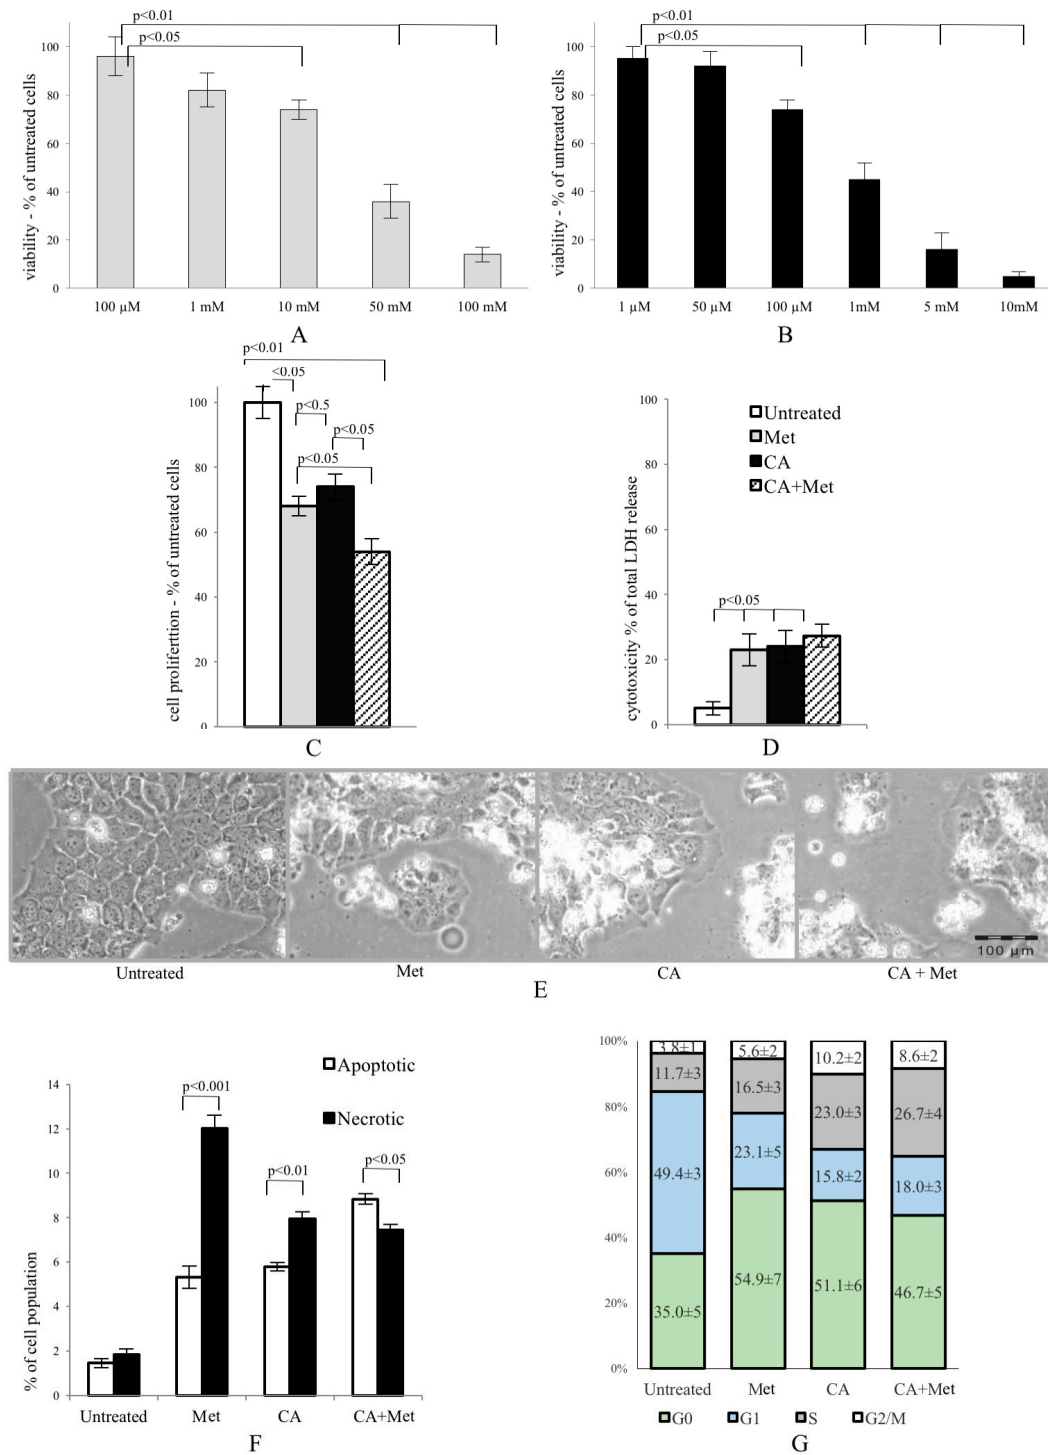 p<0.01
p<0.05
viability - % of untreated cells
100
80
60
40
20
0
100 µM 1 mM 10 mM 50 mM 100 mM
A
p<0.01
p<0.05
viability - % of untreated cells
100
80
60
40
20
0
1 µM 50 µM 100 µM 1mM 5 mM 10mM
B
p<0.01
<0.05
p<0.5
p<0.05
p<0.05
cell prolifertion - % of untreated cells
100
80
60
40
20
0
C
Untreated
Met
CA
CA+Met
p<0.05
cytotoxicity % of total LDH release
100
80
60
40
20
0
D
100 µm
Untreated Met CA CA + Met
E
Apoptotic
Necrotic
p<0.001
p<0.01
p<0.05
% of cell population
14
12
10
8
6
4
2
0
Untreated Met CA CA+Met
F
100%
80%
60%
40%
20%
0%
3.8±1 5.6±2 10.2±2 8.6±2
11.7±3 16.5±3 23.0±3 26.7±4
49.4±3 23.1±5 15.8±2 18.0±3
35.0±5 54.9±7 51.1±6 46.7±5
Untreated Met CA CA+Met
G0 G1 S G2/M
G